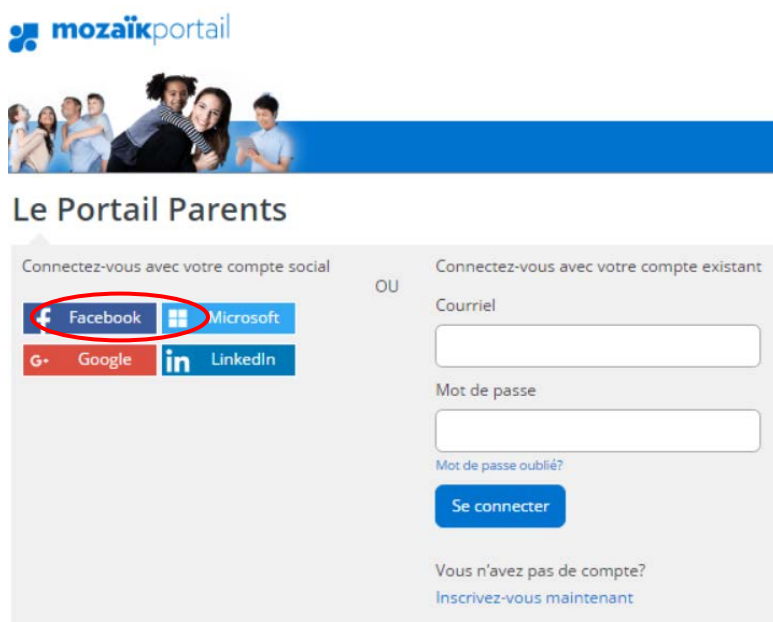 mozaïkportail
Le Portail Parents
Connectez-vous avec votre compte social
Facebook
Microsoft
G+ Google
in LinkedIn
OU
Connectez-vous avec votre compte existant
Courriel
Mot de passe
Mot de passe oublié?
Se connecter
Vous n'avez pas de compte?
Inscrivez-vous maintenant